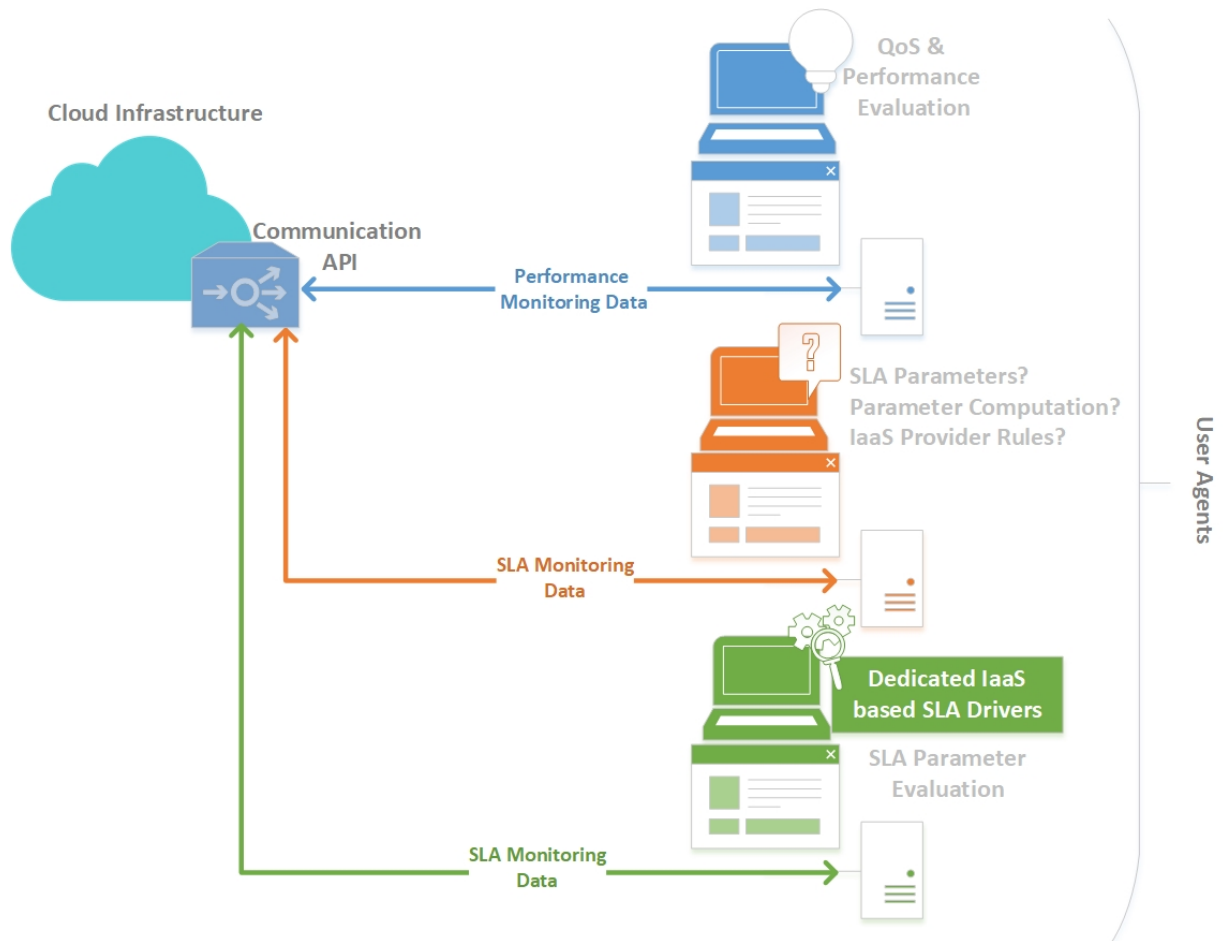 QoS &
Performance
Evaluation
Cloud Infrastructure
Communication
API
Performance
Monitoring Data
?
SLA Parameters?
Parameter Computation?
IaaS Provider Rules?
User Agents
SLA Monitoring
Data
Dedicated IaaS
based SLA Drivers
SLA Parameter
Evaluation
SLA Monitoring
Data